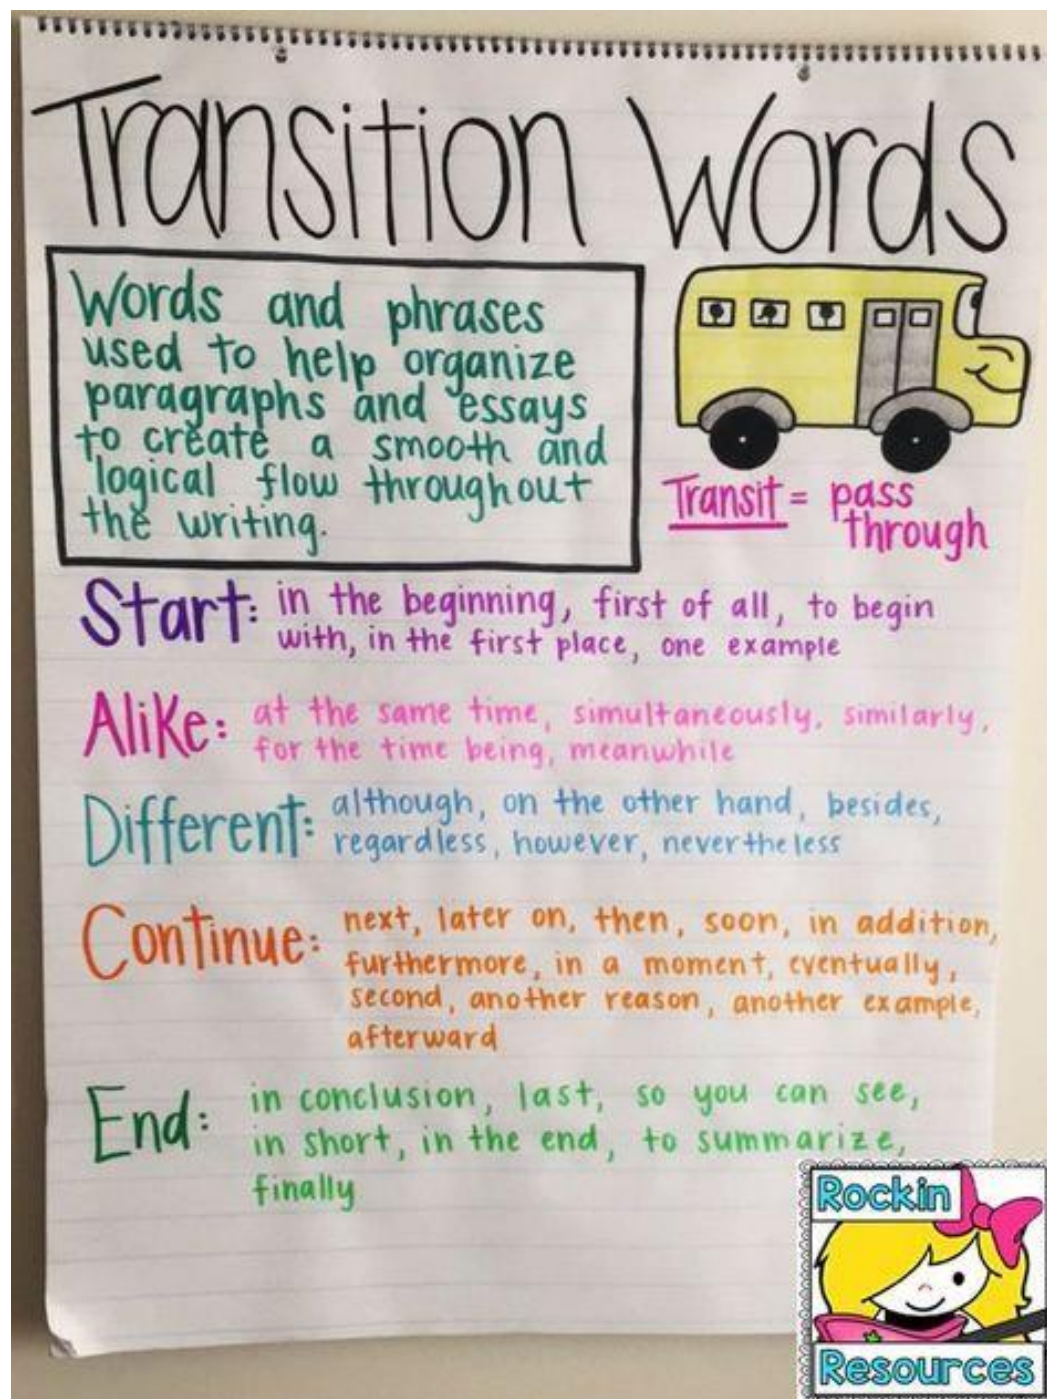 Transition Words
Words and phrases
used to help organize
paragraphs and essays
to create a smooth and
logical flow throughout
the writing.
Transit = pass
through
Start: in the beginning, first of all, to begin
with, in the first place, one example
Alike: at the same time, simultaneously, similarly,
for the time being, meanwhile
Different: although, on the other hand, besides,
regardless, however, nevertheless
Continue: next, later on, then, soon, in addition,
furthermore, in a moment, eventually,
second, another reason, another example,
afterward
End: in conclusion, last, so you can see,
in short, in the end, to summarize,
finally
Rockin
Resources